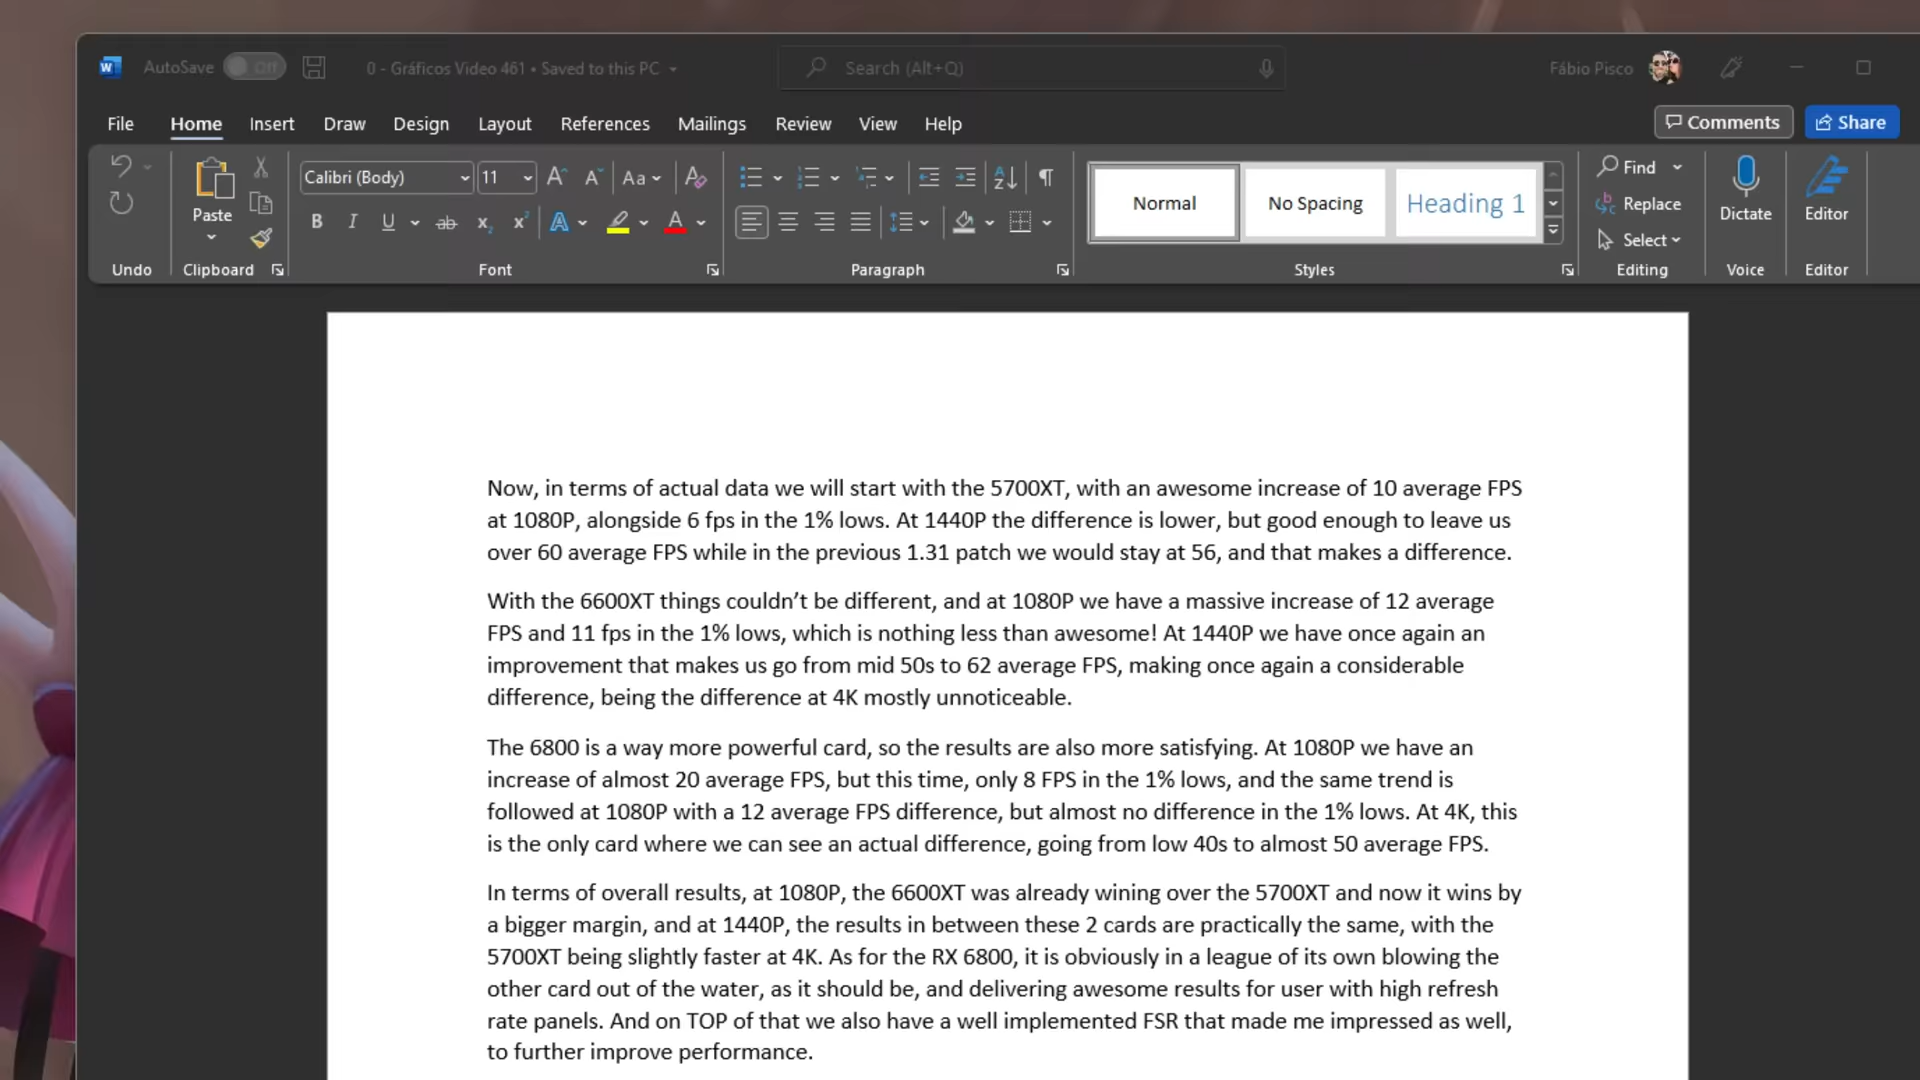 AutoSave Off 0 - Gráficos Video 461 • Saved to this PC Search (Alt+Q) Fábio Pisco
File Home Insert Draw Design Layout References Mailings Review View Help Comments Share
Calibri (Body) 11 Aa
Paste
B I U ab x₂ x² A A
Normal No Spacing Heading 1
Find
Replace
Select
Dictate Editor
Undo Clipboard Font Paragraph Styles Editing Voice Editor
Now, in terms of actual data we will start with the 5700XT, with an awesome increase of 10 average FPS
at 1080P, alongside 6 fps in the 1% lows. At 1440P the difference is lower, but good enough to leave us
over 60 average FPS while in the previous 1.31 patch we would stay at 56, and that makes a difference.
With the 6600XT things couldn't be different, and at 1080P we have a massive increase of 12 average
FPS and 11 fps in the 1% lows, which is nothing less than awesome! At 1440P we have once again an
improvement that makes us go from mid 50s to 62 average FPS, making once again a considerable
difference, being the difference at 4K mostly unnoticeable.
The 6800 is a way more powerful card, so the results are also more satisfying. At 1080P we have an
increase of almost 20 average FPS, but this time, only 8 FPS in the 1% lows, and the same trend is
followed at 1080P with a 12 average FPS difference, but almost no difference in the 1% lows. At 4K, this
is the only card where we can see an actual difference, going from low 40s to almost 50 average FPS.
In terms of overall results, at 1080P, the 6600XT was already wining over the 5700XT and now it wins by
a bigger margin, and at 1440P, the results in between these 2 cards are practically the same, with the
5700XT being slightly faster at 4K. As for the RX 6800, it is obviously in a league of its own blowing the
other card out of the water, as it should be, and delivering awesome results for user with high refresh
rate panels. And on TOP of that we also have a well implemented FSR that made me impressed as well,
to further improve performance.